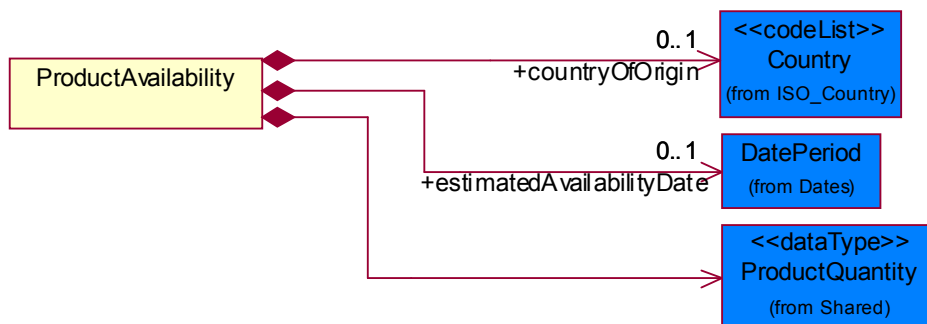 ProductAvailability
0..1
+countryOfOrigin
<<codeList>>
Country
(from ISO_Country)
0..1
+estimatedAvailabilityDate
DatePeriod
(from Dates)
<<dataType>>
ProductQuantity
(from Shared)